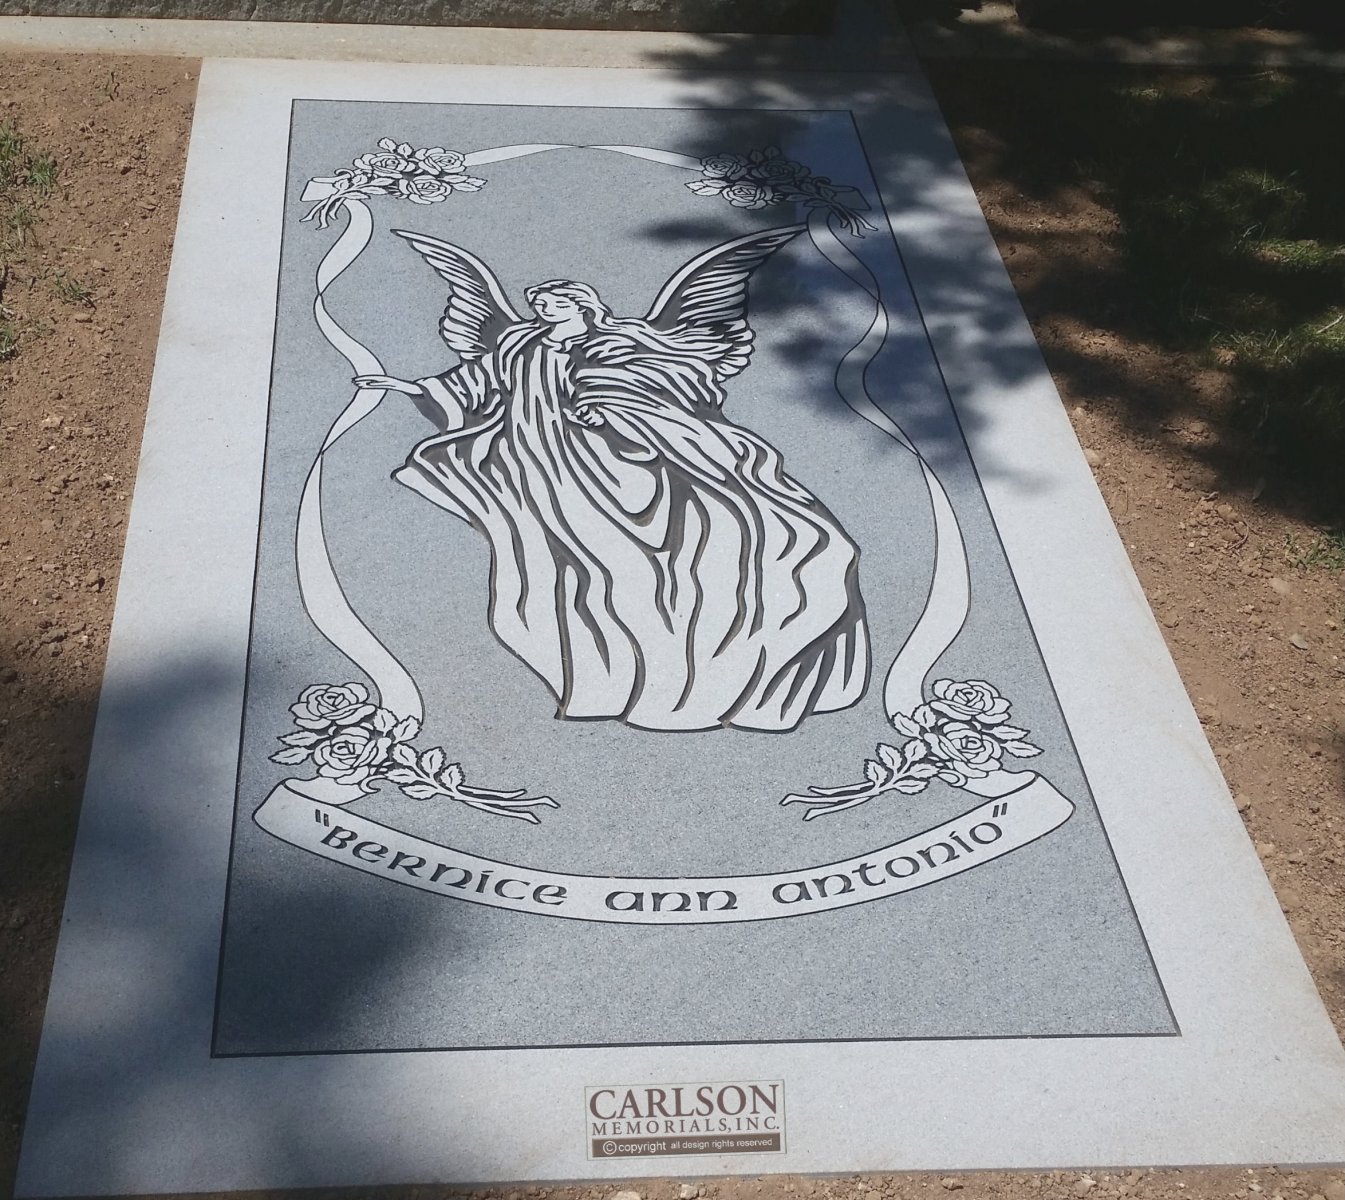 "Bernice ann antonio"
CARLSON
MEMORIALS, INC.
© copyright all design rights reserved